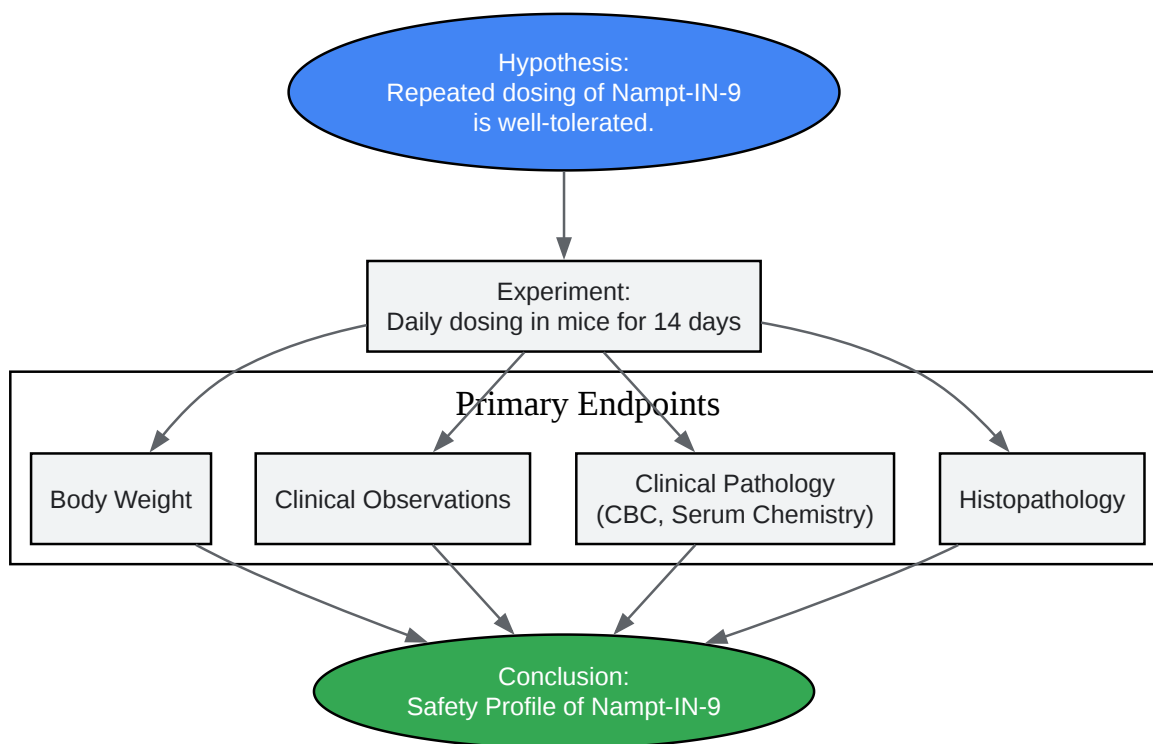 Hypothesis:
Repeated dosing of Nampt-IN-9
is well-tolerated.
Experiment:
Daily dosing in mice for 14 days
Primary Endpoints
Body Weight
Clinical Observations
Clinical Pathology
(CBC, Serum Chemistry)
Histopathology
Conclusion:
Safety Profile of Nampt-IN-9